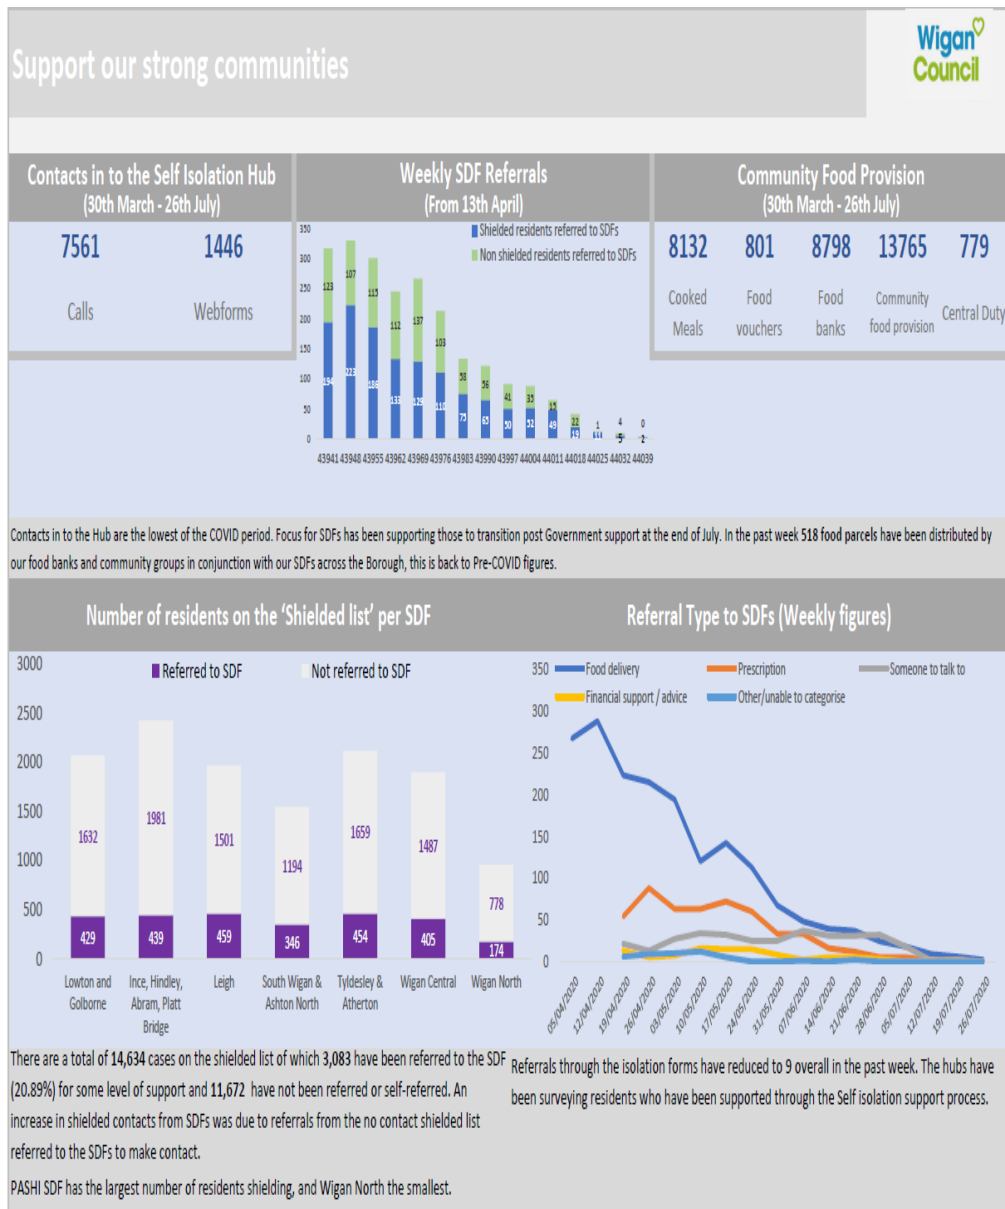 Support our strong communities
Wigan
Council
Contacts in to the Self Isolation Hub
(30th March - 26th July)
7561 1446
Calls Webforms
Weekly SDF Referrals
(From 13th April)
Shielded residents referred to SDFs
Non shielded residents referred to SDFs
350
300
250
200
150
100
50
0
123 107 115 112 137 103 58 56 41 35 15 22 1 4 0
194 223 186 133 129 110 75 65 50 52 49 19 11 5 2
43941 43948 43955 43962 43969 43976 43983 43990 43997 44004 44011 44018 44025 44032 44039
Community Food Provision
(30th March - 26th July)
8132 801 8798 13765 779
Cooked Meals
Food vouchers
Food banks
Community food provision
Central Duty
Contacts in to the Hub are the lowest of the COVID period. Focus for SDFs has been supporting those to transition post Government support at the end of July. In the past week 518 food parcels have been distributed by
our food banks and community groups in conjunction with our SDFs across the Borough, this is back to Pre-COVID figures.
Number of residents on the 'Shielded list' per SDF
Referred to SDF Not referred to SDF
3000
2500
2000
1500
1000
500
0
1632 1981 1501 1194 1659 1487 778
429 439 459 346 454 405 174
Lowton and Golborne
Ince, Hindley, Abram, Platt Bridge
Leigh
South Wigan & Ashton North
Tyldesley & Atherton
Wigan Central
Wigan North
There are a total of 14,634 cases on the shielded list of which 3,083 have been referred to the SDF
(20.89%) for some level of support and 11,672 have not been referred or self-referred. An
increase in shielded contacts from SDFs was due to referrals from the no contact shielded list
referred to the SDFs to make contact.
PASHI SDF has the largest number of residents shielding, and Wigan North the smallest.
Referral Type to SDFs (Weekly figures)
Food delivery Prescription Someone to talk to
Financial support / advice Other/unable to categorise
350
300
250
200
150
100
50
0
05/04/2020 12/04/2020 19/04/2020 26/04/2020 03/05/2020 10/05/2020 17/05/2020 24/05/2020 31/05/2020 07/06/2020 14/06/2020 21/06/2020 28/06/2020 05/07/2020 12/07/2020 19/07/2020 26/07/2020
Referrals through the isolation forms have reduced to 9 overall in the past week. The hubs have
been surveying residents who have been supported through the Self isolation support process.